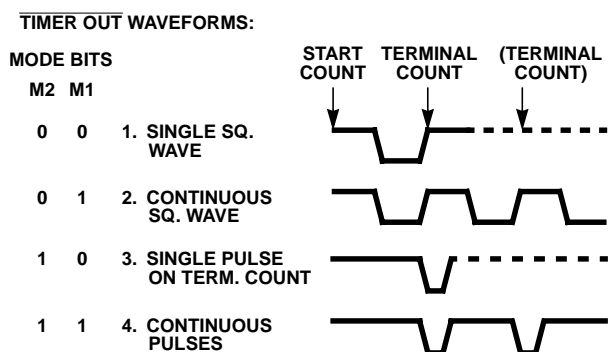 TIMER OUT WAVEFORMS:
MODE BITS
M2 M1
START COUNT
TERMINAL COUNT
(TERMINAL COUNT)
0 0 1. SINGLE SQ.
WAVE
0 1 2. CONTINUOUS
SQ. WAVE
1 0 3. SINGLE PULSE
ON TERM. COUNT
1 1 4. CONTINUOUS
PULSES